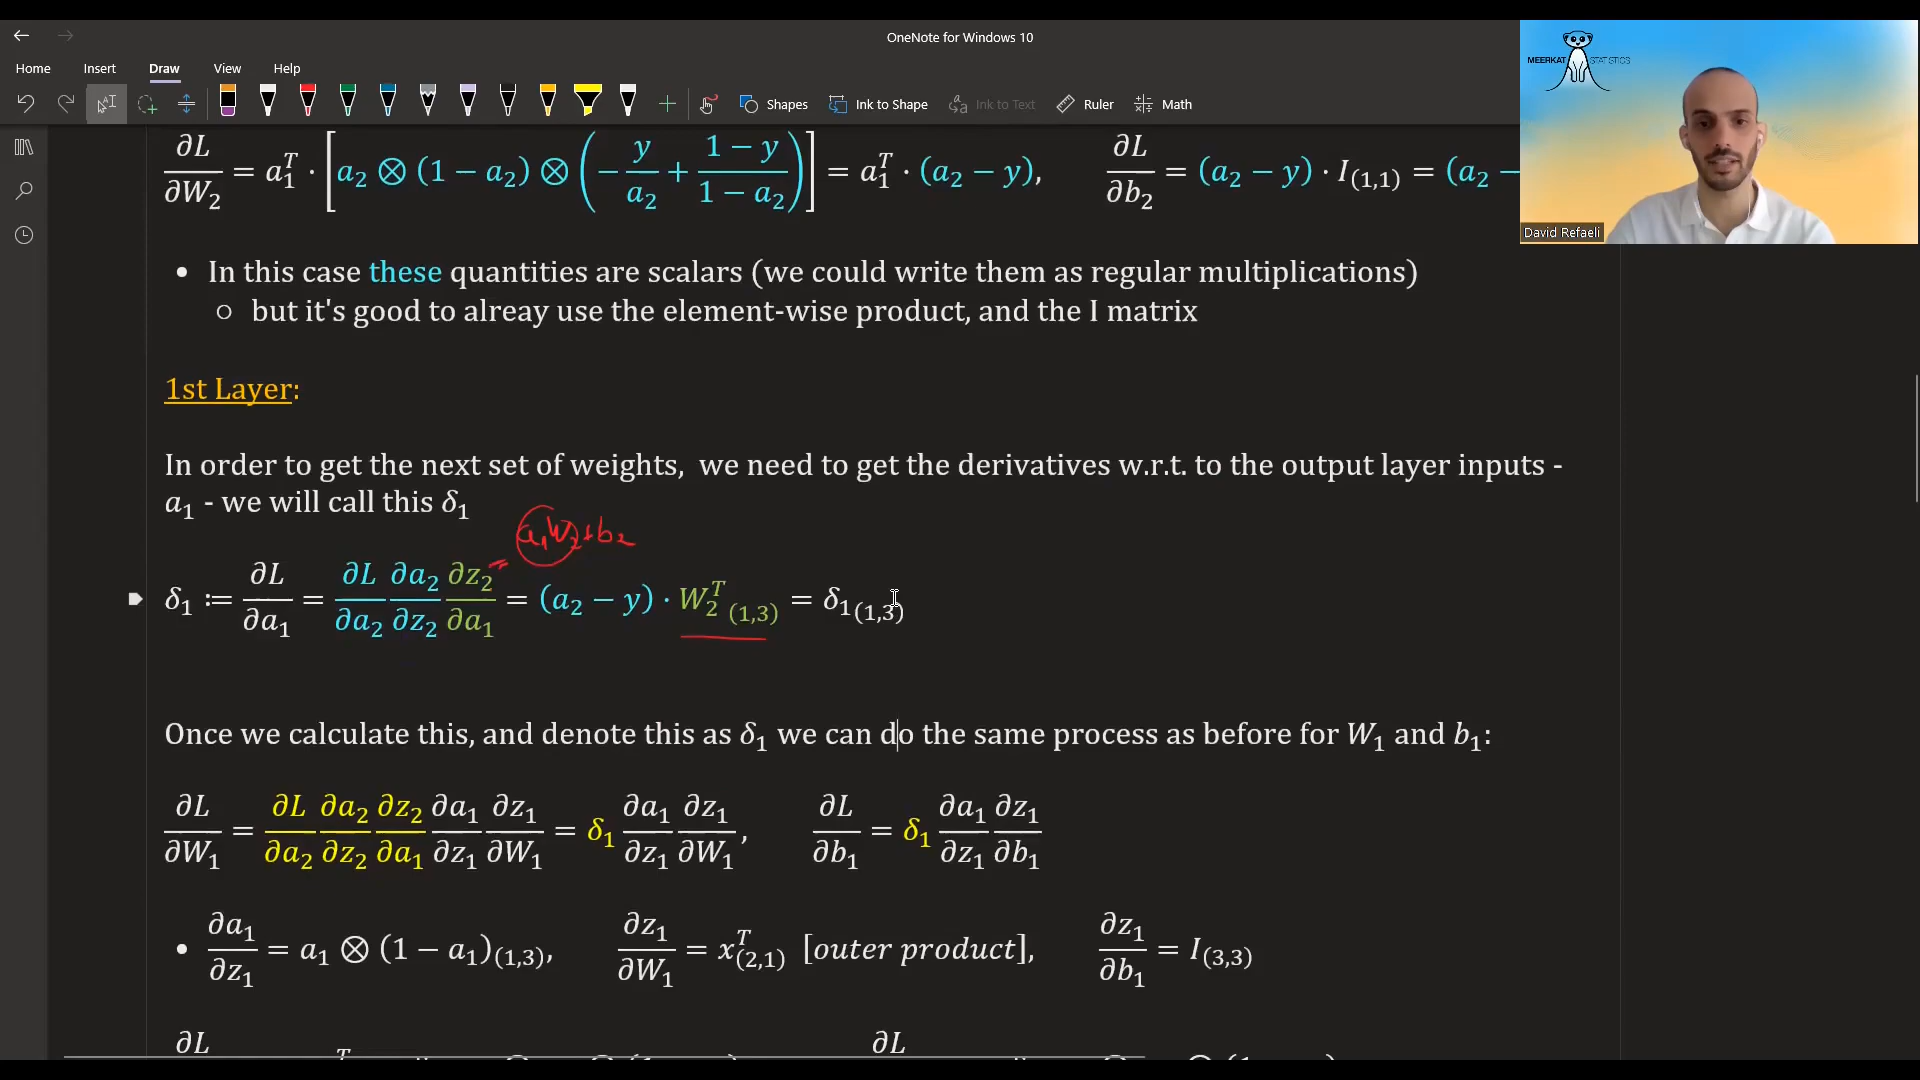 OneNote for Windows 10
Home Insert Draw View Help
Shapes Ink to Shape Ink to Text Ruler Math
MEERKAT STATISTICS
David Refaeli
∂L/∂W₂ = a₁ᵀ · [a₂ ⊗ (1 − a₂) ⊗ (−y/a₂ + (1 − y)/(1 − a₂))] = a₁ᵀ · (a₂ − y), ∂L/∂b₂ = (a₂ − y) · I₍₁,₁₎ = (a₂ −
• In this case these quantities are scalars (we could write them as regular multiplications)
○ but it's good to alreay use the element-wise product, and the I matrix
1st Layer:
In order to get the next set of weights, we need to get the derivatives w.r.t. to the output layer inputs -
a₁ - we will call this δ₁
= a₁W₂+b₂
δ₁ ≔ ∂L/∂a₁ = ∂L/∂a₂ ∂a₂/∂z₂ ∂z₂/∂a₁ = (a₂ − y) · W₂ᵀ₍₁,₃₎ = δ₁₍₁,₃₎
Once we calculate this, and denote this as δ₁ we can do the same process as before for W₁ and b₁:
∂L/∂W₁ = ∂L/∂a₂ ∂a₂/∂z₂ ∂z₂/∂a₁ ∂a₁/∂z₁ ∂z₁/∂W₁ = δ₁ ∂a₁/∂z₁ ∂z₁/∂W₁, ∂L/∂b₁ = δ₁ ∂a₁/∂z₁ ∂z₁/∂b₁
• ∂a₁/∂z₁ = a₁ ⊗ (1 − a₁)₍₁,₃₎, ∂z₁/∂W₁ = xᵀ₍₂,₁₎ [outer product], ∂z₁/∂b₁ = I₍₃,₃₎
∂L ∂L